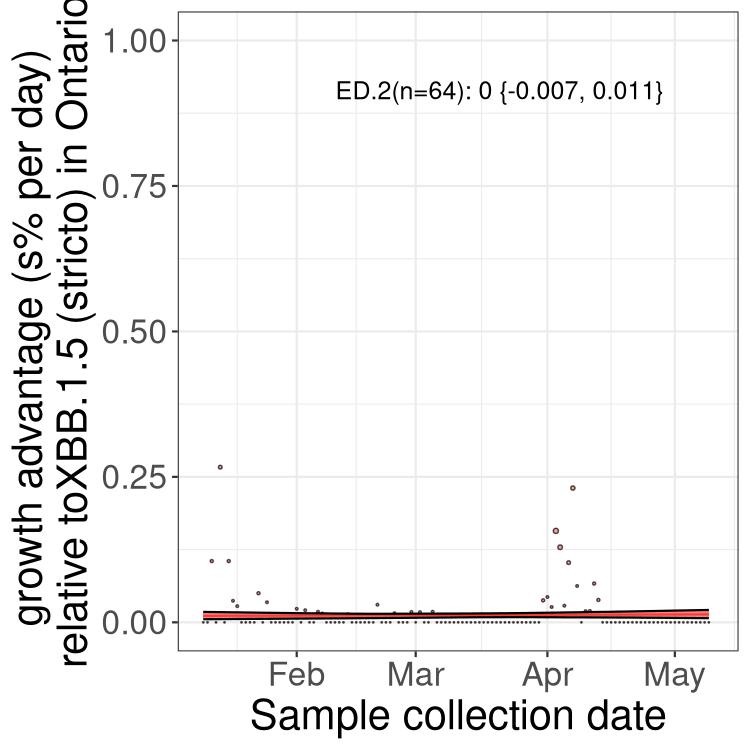 growth advantage (s% per day)
relative toXBB.1.5 (stricto) in Ontario
1.00
0.75
0.50
0.25
0.00
ED.2(n=64): 0 {-0.007, 0.011}
Feb Mar Apr May
Sample collection date